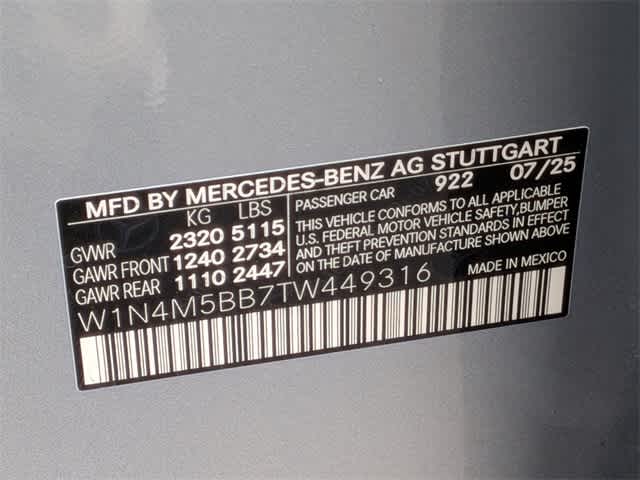 MFD BY MERCEDES-BENZ AG STUTTGART
KG LBS
GVWR 2320 5115
GAWR FRONT 1240 2734
GAWR REAR 1110 2447
PASSENGER CAR 922 07/25
THIS VEHICLE CONFORMS TO ALL APPLICABLE
U.S. FEDERAL MOTOR VEHICLE SAFETY,BUMPER
AND THEFT PREVENTION STANDARDS IN EFFECT
ON THE DATE OF MANUFACTURE SHOWN ABOVE
W1N4M5BB7TW449316
MADE IN MEXICO